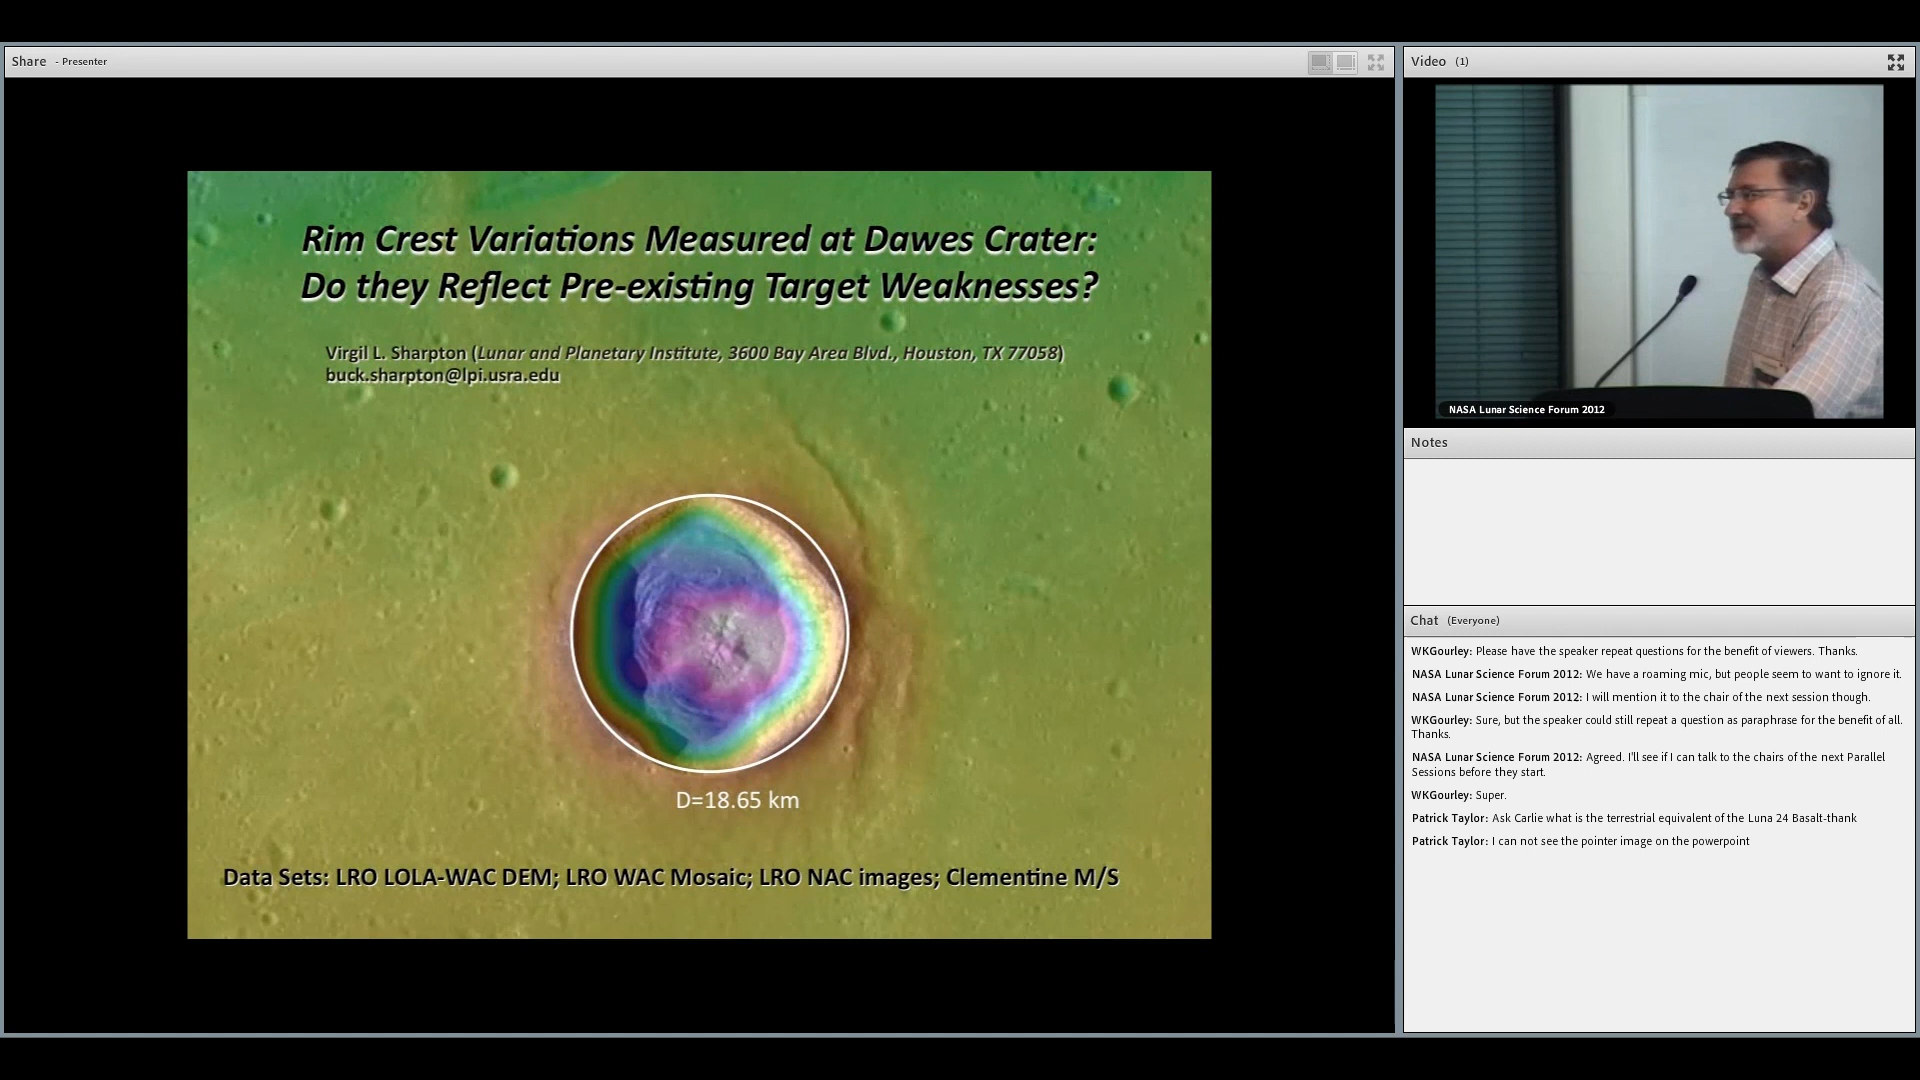 Share - Presenter
Rim Crest Variations Measured at Dawes Crater:
Do they Reflect Pre-existing Target Weaknesses?
Virgil L. Sharpton (Lunar and Planetary Institute, 3600 Bay Area Blvd., Houston, TX 77058)
buck.sharpton@lpi.usra.edu
D=18.65 km
Data Sets: LRO LOLA-WAC DEM; LRO WAC Mosaic; LRO NAC images; Clementine M/S
Video (1)
NASA Lunar Science Forum 2012
Notes
Chat (Everyone)
WKGourley: Please have the speaker repeat questions for the benefit of viewers. Thanks.
NASA Lunar Science Forum 2012: We have a roaming mic, but people seem to want to ignore it.
NASA Lunar Science Forum 2012: I will mention it to the chair of the next session though.
WKGourley: Sure, but the speaker could still repeat a question as paraphrase for the benefit of all.
Thanks.
NASA Lunar Science Forum 2012: Agreed. I'll see if I can talk to the chairs of the next Parallel
Sessions before they start.
WKGourley: Super.
Patrick Taylor: Ask Carlie what is the terrestrial equivalent of the Luna 24 Basalt-thank
Patrick Taylor: I can not see the pointer image on the powerpoint